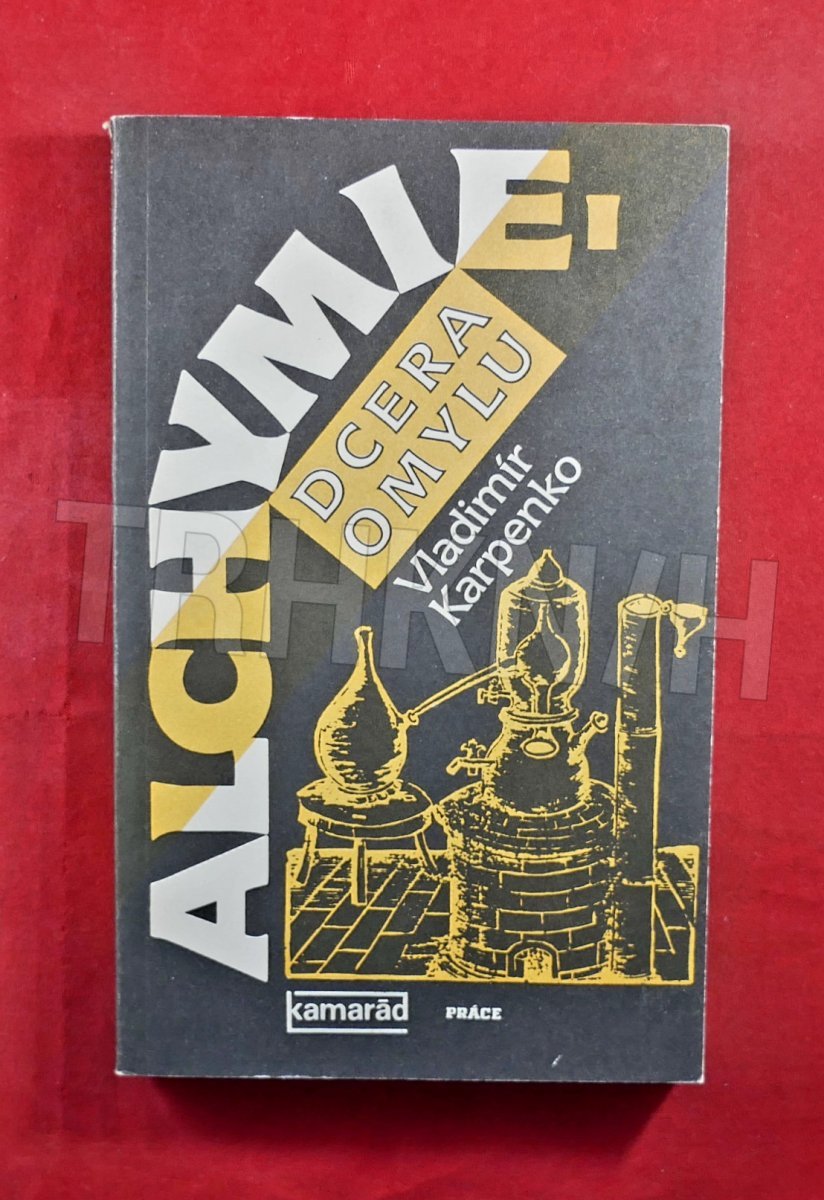 ALCHYMIE-
DCERA
OMYLU
Vladimír
Karpenko
TRHKNIH
kamarád
PRÁCE